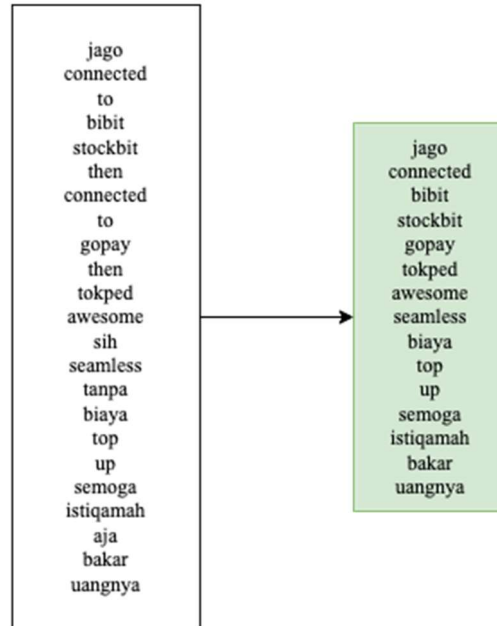 jago
connected
to
bibit
stockbit
then
connected
to
gopay
then
tokped
awesome
sih
seamless
tanpa
biaya
top
up
semoga
istiqamah
aja
bakar
uangnya
jago
connected
bibit
stockbit
gopay
tokped
awesome
seamless
biaya
top
up
semoga
istiqamah
bakar
uangnya